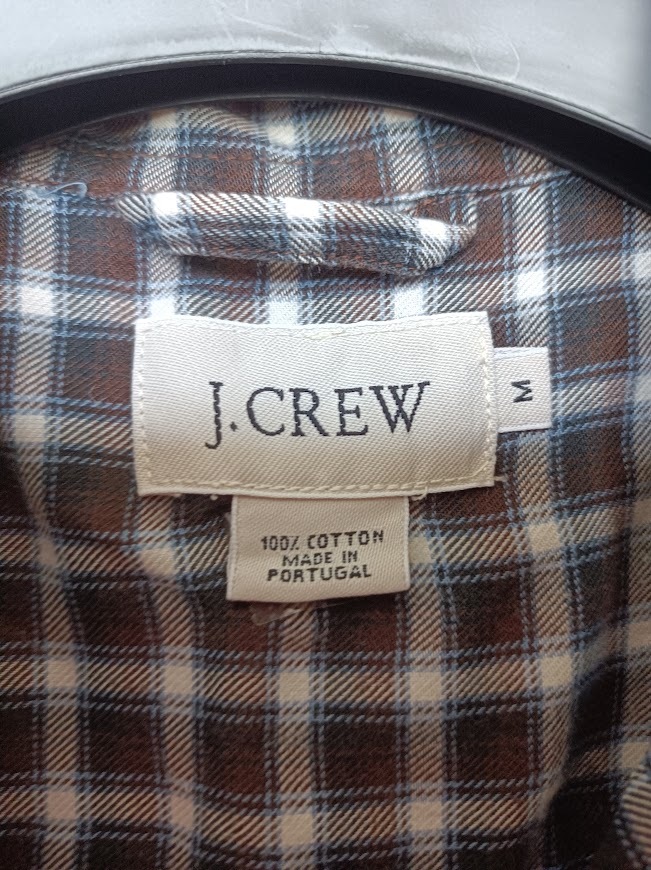 J.CREW
M
100% COTTON
MADE IN
PORTUGAL